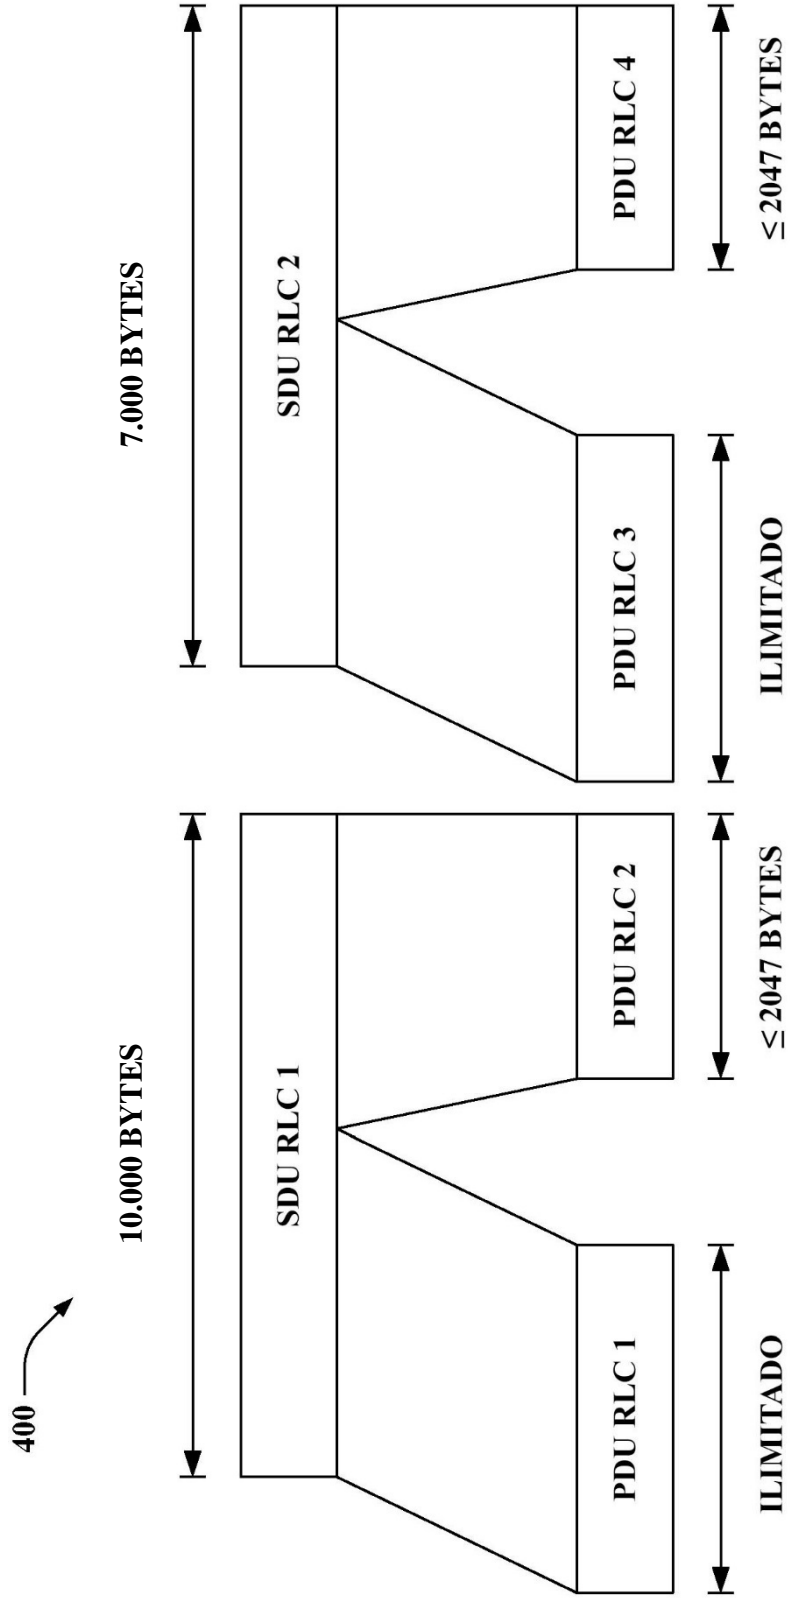 400
10.000 BYTES
7.000 BYTES
SDU RLC 1
SDU RLC 2
PDU RLC 1
PDU RLC 2
PDU RLC 3
PDU RLC 4
ILIMITADO
≤ 2047 BYTES
ILIMITADO
≤ 2047 BYTES